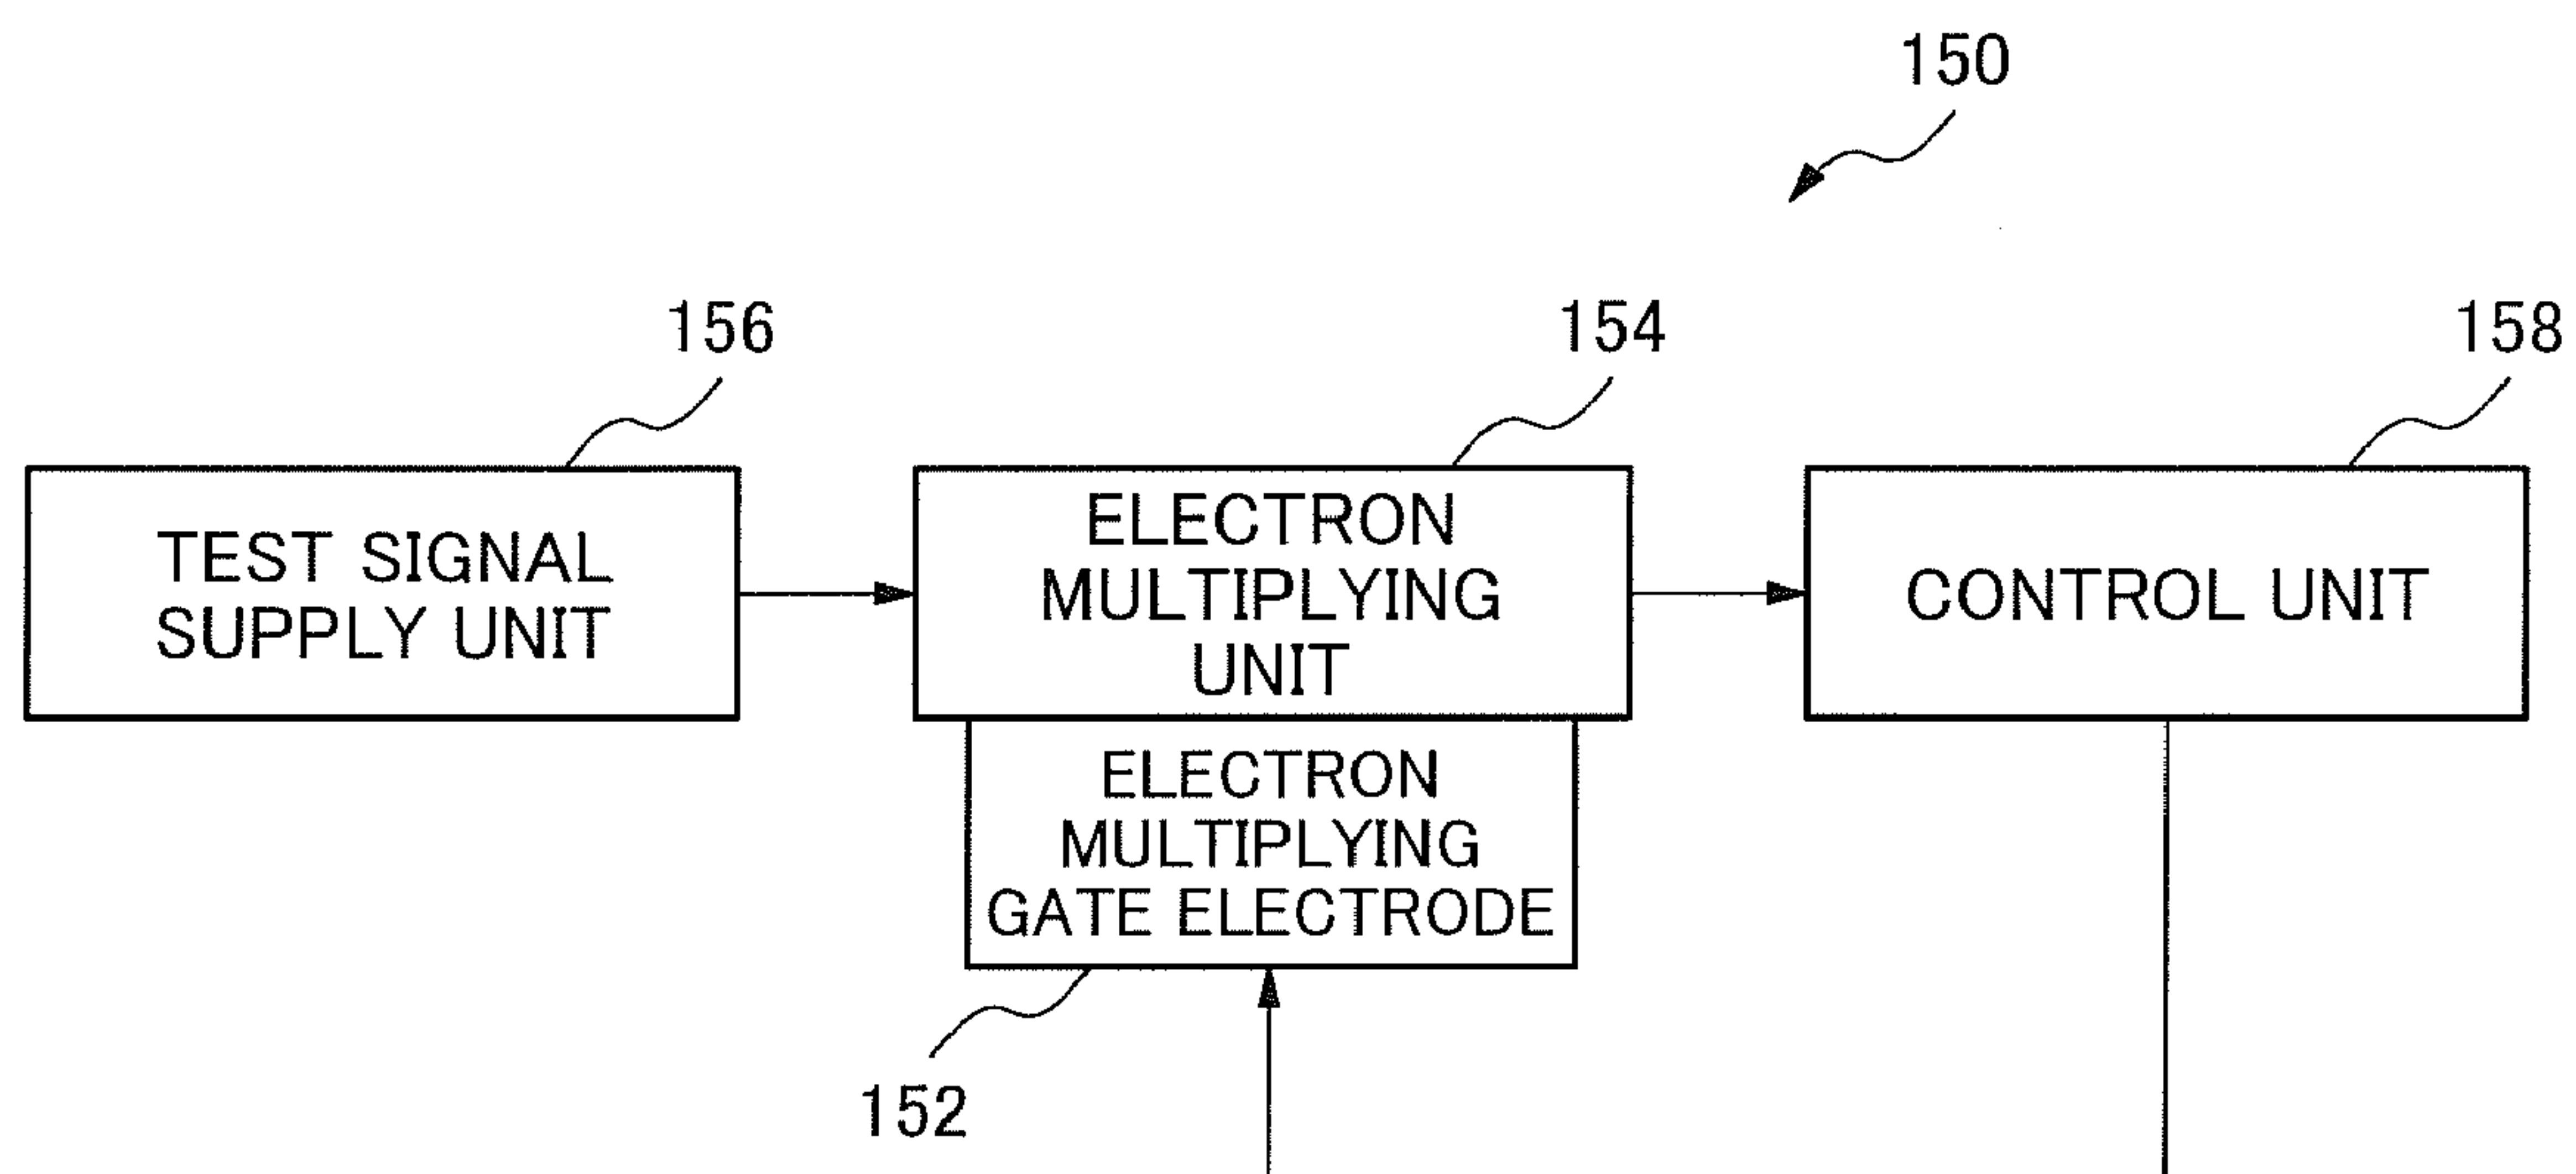 150
156
154
158
TEST SIGNAL
SUPPLY UNIT
ELECTRON
MULTIPLYING
UNIT
CONTROL UNIT
ELECTRON
MULTIPLYING
GATE ELECTRODE
152